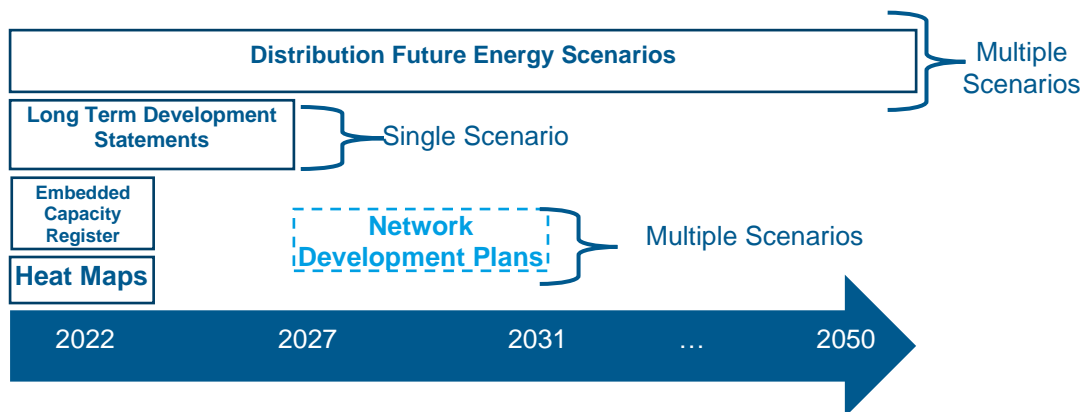 Distribution Future Energy Scenarios
Multiple
Scenarios
Long Term Development
Statements
Single Scenario
Embedded
Capacity
Register
Network
Development Plans
Multiple Scenarios
Heat Maps
2022
2027
2031
…
2050